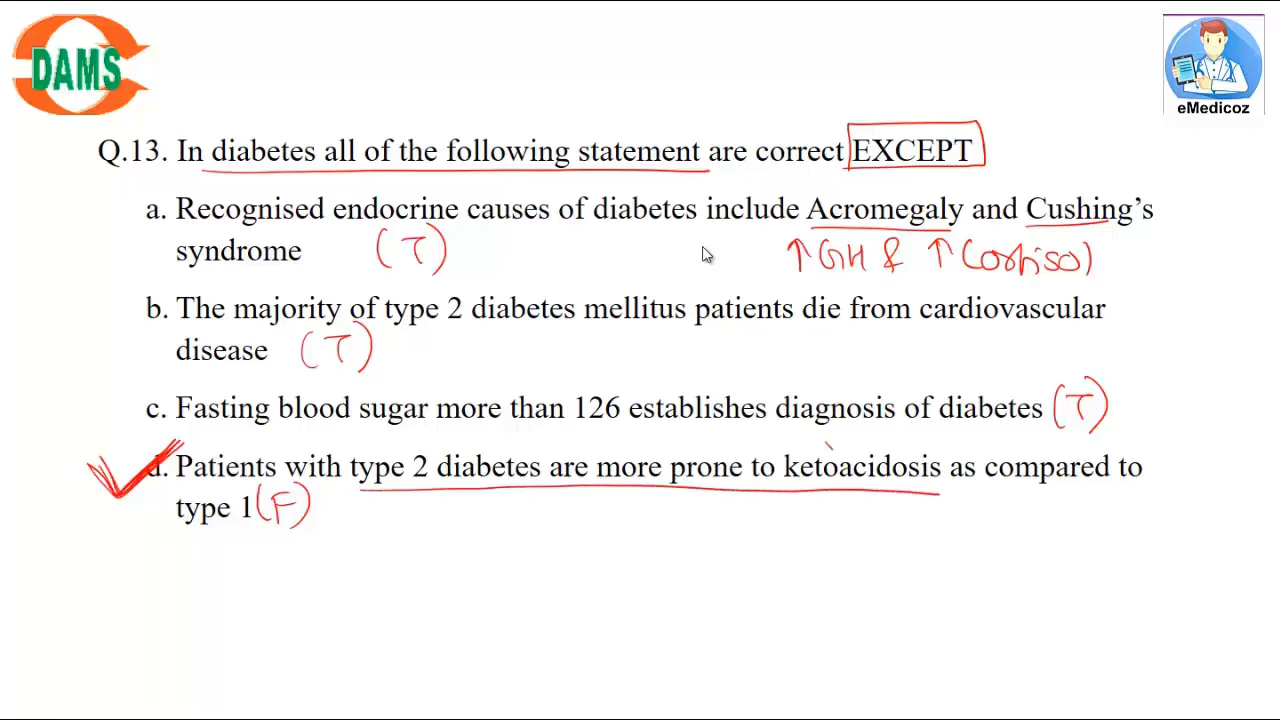 DAMS
eMedicoz
Q.13. In diabetes all of the following statement are correct EXCEPT
a. Recognised endocrine causes of diabetes include Acromegaly and Cushing's
syndrome (T) ↑GH & ↑Cortisol
b. The majority of type 2 diabetes mellitus patients die from cardiovascular
disease (T)
c. Fasting blood sugar more than 126 establishes diagnosis of diabetes (T)
d. Patients with type 2 diabetes are more prone to ketoacidosis as compared to
type 1 (F)